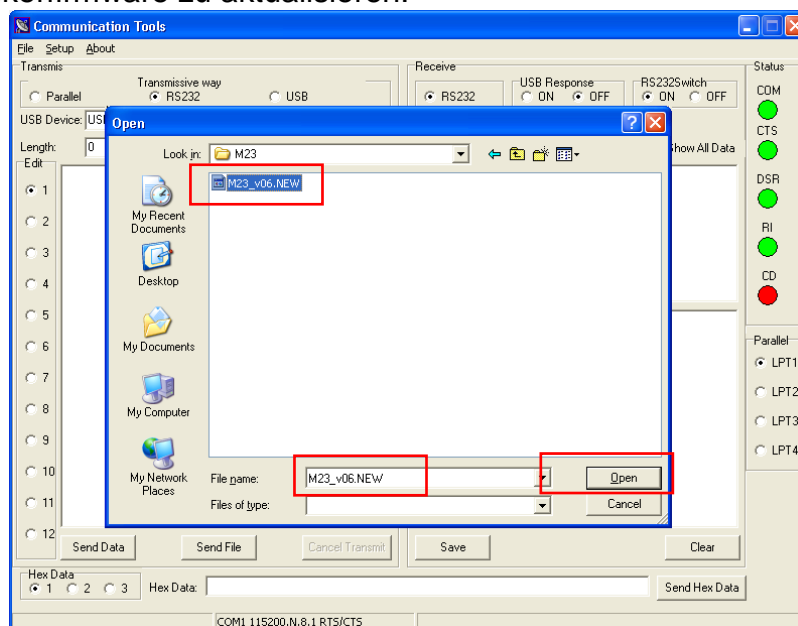 zu aktualisieren.
Communication Tools
File Setup About
Transmis
Receive
Status
Transmissive way
USB Response
RS232Switch
Parallel RS232 USB
RS232
ON OFF
ON OFF
COM
USB Device:
CTS
Open
Length: 0
Show All Data
Look in: M23
Edit
M23_v06.NEW
DSR
RI
CD
1
2
3
4
5
6
7
8
9
10
11
12
My Recent
Documents
Desktop
My Documents
My Computer
My Network
Places
File name: M23_v06.NEW Open
Files of type: Cancel
Parallel
LPT1
LPT2
LPT3
LPT4
Send Data Send File Cancel Transmit Save Clear
Hex Data
1 2 3 Hex Data: Send Hex Data
COM1 115200,N,8,1 RTS/CTS